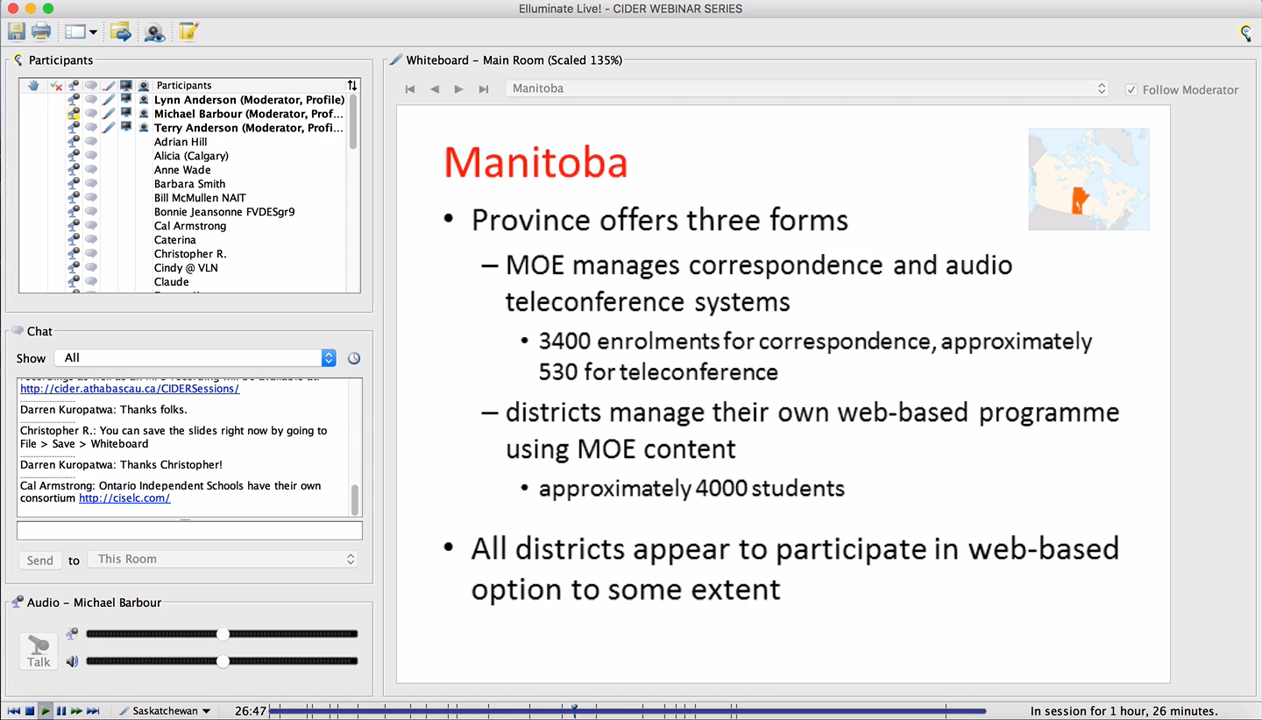 Elluminate Live! - CIDER WEBINAR SERIES
Participants
Participants
Lynn Anderson (Moderator, Profile)
Michael Barbour (Moderator, Prof...
Terry Anderson (Moderator, Profi...
Adrian Hill
Alicia (Calgary)
Anne Wade
Barbara Smith
Bill McMullen NAIT
Bonnie Jeansonne FVDESgr9
Cal Armstrong
Caterina
Christopher R.
Cindy @ VLN
Claude
Chat
Show All
http://cider.athabascau.ca/CIDERSessions/
Darren Kuropatwa: Thanks folks.
Christopher R.: You can save the slides right now by going to
File > Save > Whiteboard
Darren Kuropatwa: Thanks Christopher!
Cal Armstrong: Ontario Independent Schools have their own
consortium http://ciselc.com/
Send to This Room
Audio – Michael Barbour
Talk
Whiteboard – Main Room (Scaled 135%)
Manitoba
Follow Moderator
Manitoba
• Province offers three forms
– MOE manages correspondence and audio
teleconference systems
• 3400 enrolments for correspondence, approximately
530 for teleconference
– districts manage their own web-based programme
using MOE content
• approximately 4000 students
• All districts appear to participate in web-based
option to some extent
Saskatchewan
26:47
In session for 1 hour, 26 minutes.